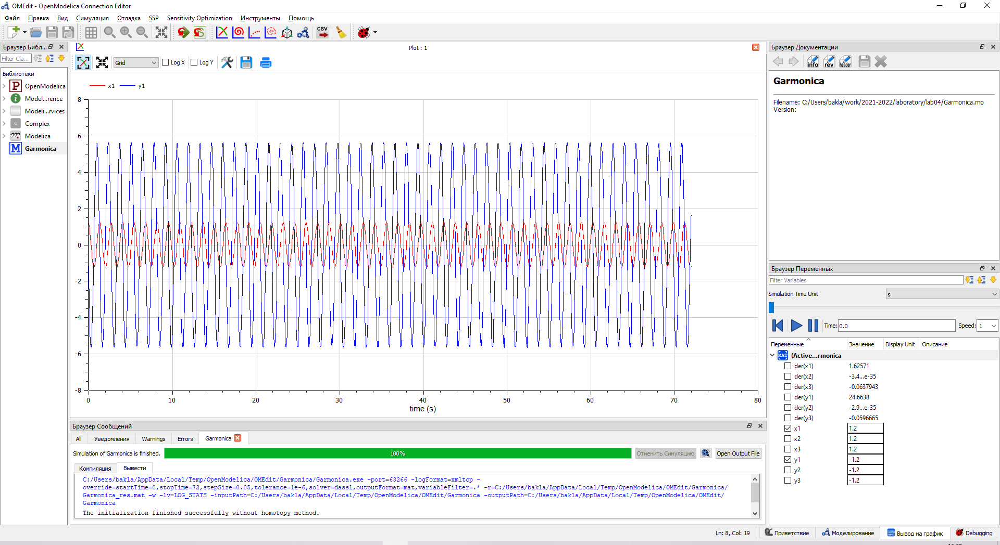 OMEdit - OpenModelica Connection Editor
Файл Правка Вид Симуляция Отладка SSP Sensitivity Optimization Инструменты Помощь
CSV
Браузер Библ...
Filter Cla...
Библиотеки
P OpenModelica
i Model...rence
Modeli...rvices
C Complex
Modelica
M Garmonica
Plot : 1
Grid Log X Log Y
x1 y1
8
6
4
2
0
-2
-4
-6
-8
0 10 20 30 40 50 60 70 80
time (s)
Браузер Сообщений
All Уведомления Warnings Errors Garmonica
Simulation of Garmonica is finished. 100% Отменить Симуляцию Open Output File
Компиляция Вывести
C:/Users/bakla/AppData/Local/Temp/OpenModelica/OMEdit/Garmonica/Garmonica.exe -port=63266 -logFormat=xmltcp -
override=startTime=0,stopTime=72,stepSize=0.05,tolerance=1e-6,solver=dassl,outputFormat=mat,variableFilter=.* -r=C:/Users/bakla/AppData/Local/Temp/OpenModelica/OMEdit/Garmonica/
Garmonica_res.mat -w -lv=LOG_STATS -inputPath=C:/Users/bakla/AppData/Local/Temp/OpenModelica/OMEdit/Garmonica -outputPath=C:/Users/bakla/AppData/Local/Temp/OpenModelica/OMEdit/
Garmonica
The initialization finished successfully without homotopy method.
Браузер Документации
info rev header
Garmonica
Filename: C:/Users/bakla/work/2021-2022/laboratory/lab04/Garmonica.mo
Version:
Браузер Переменных
Filter Variables
Simulation Time Unit s
Time: 0.0 Speed: 1
Переменные Значение Display Unit Описание
MAT (Active...rmonica
der(x1) 1.62571
der(x2) -3.4...e-35
der(x3) -0.0637943
der(y1) 24.6638
der(y2) -2.9...e-35
der(y3) -0.0596665
x1 1.2
x2 1.2
x3 1.2
y1 -1.2
y2 -1.2
y3 -1.2
Ln: 8, Col: 19 Приветствие Моделирование Вывод на график Debugging